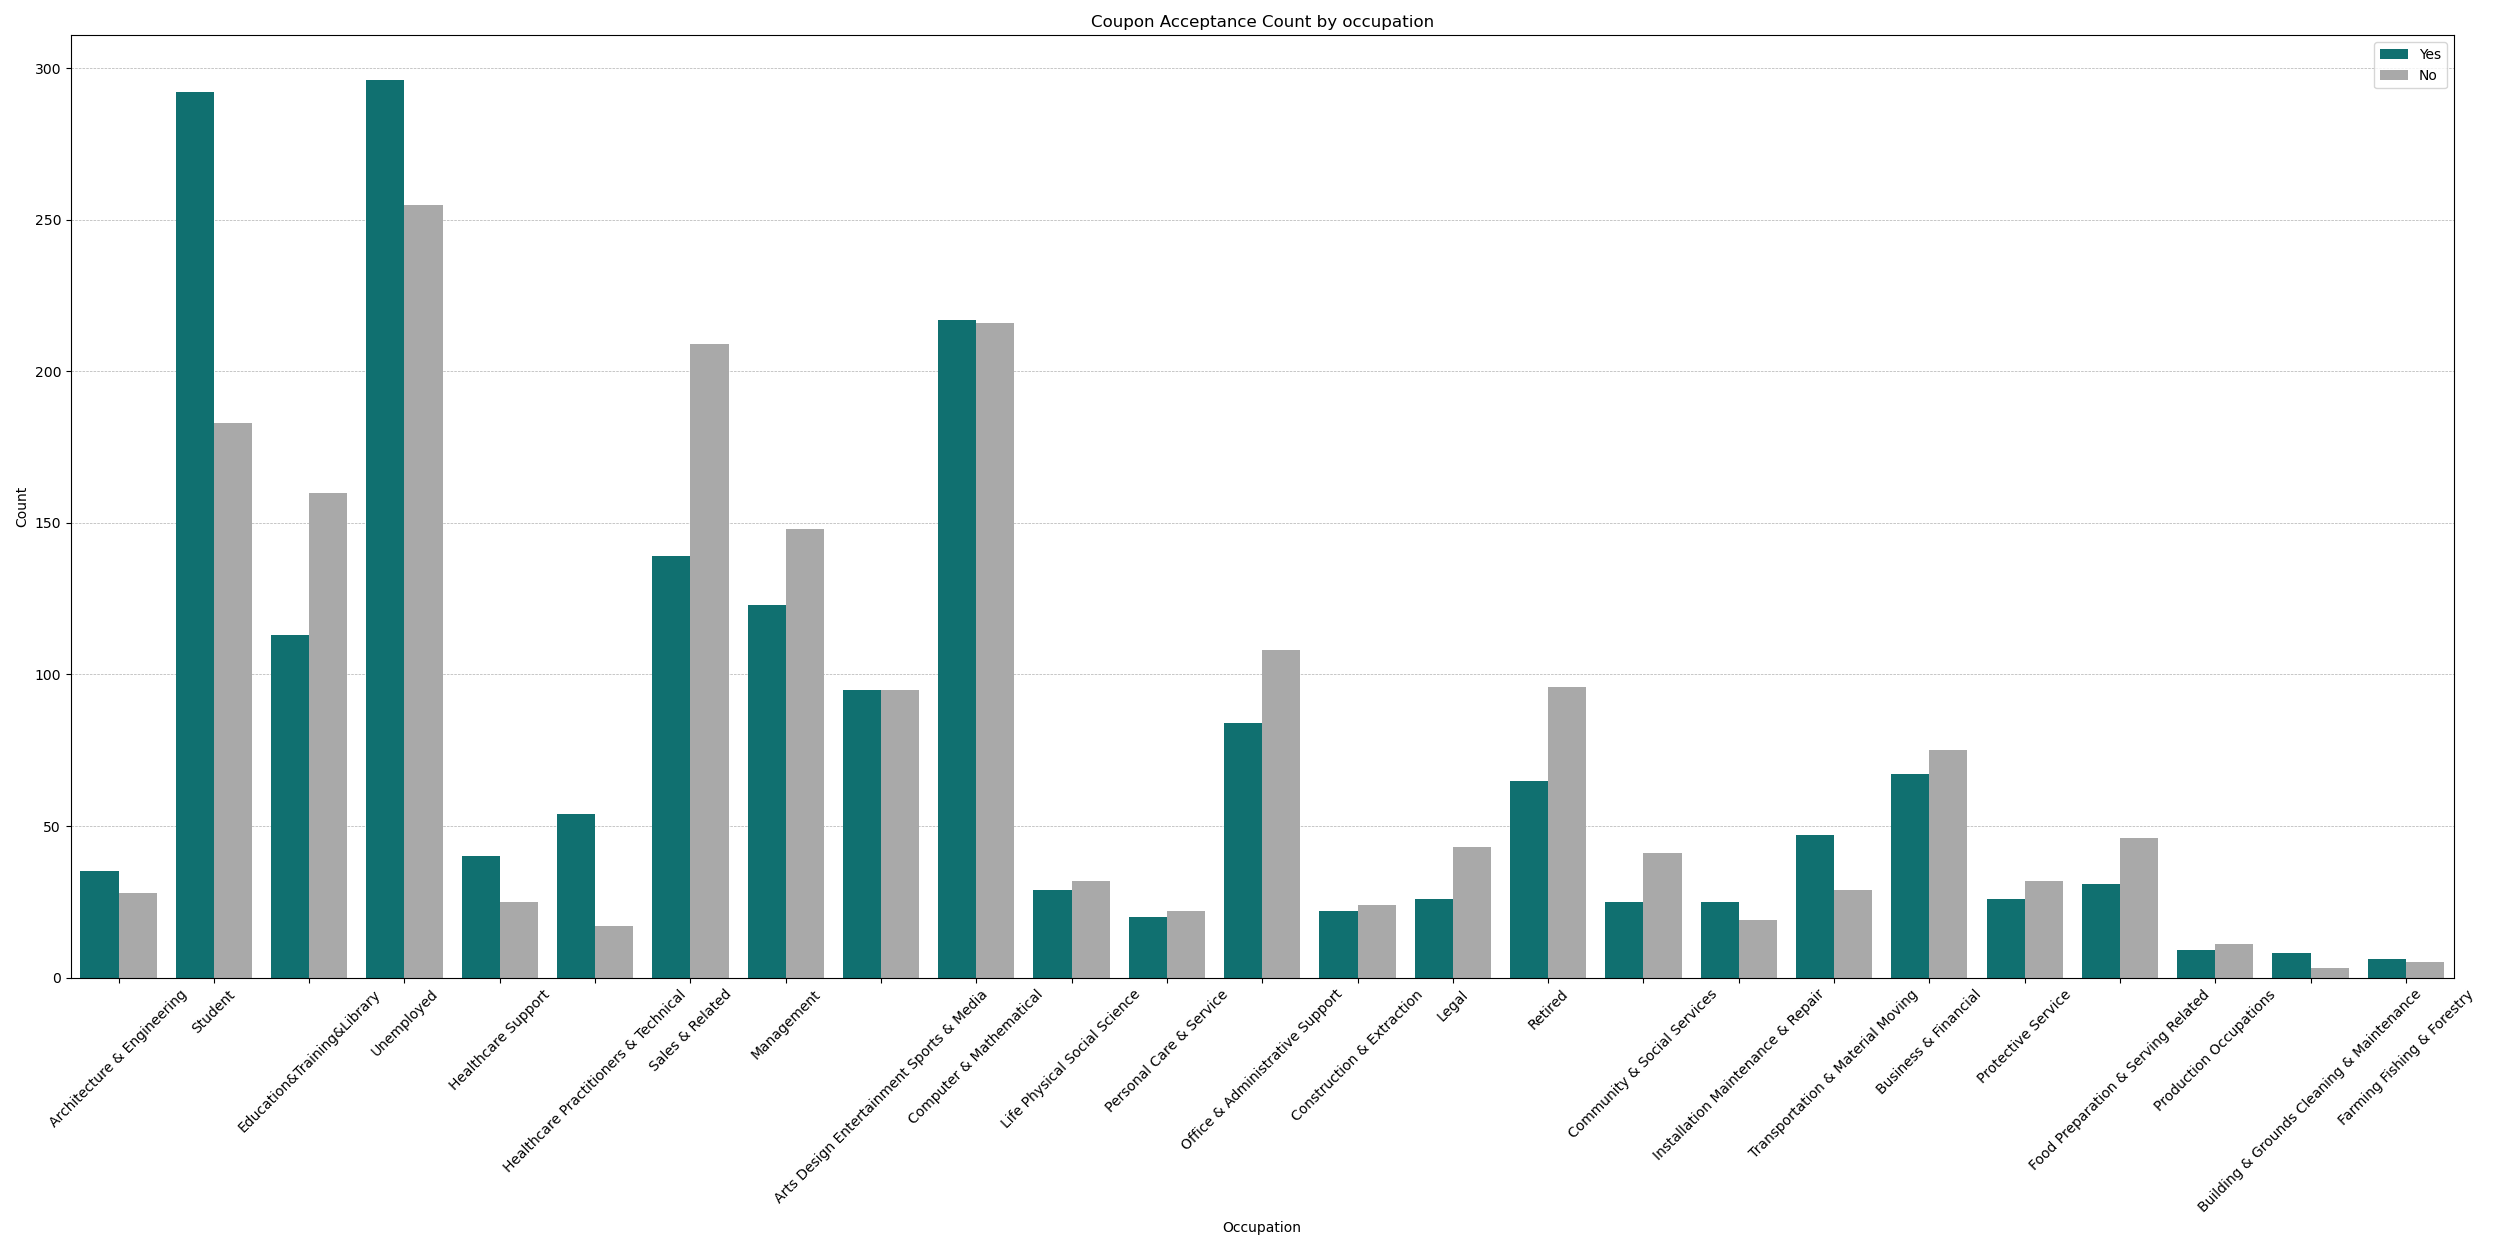 Coupon Acceptance Count by occupation
Yes
No
300
250
200
150
100
50
0
Count
Architecture & Engineering
Student
Education&Training&Library
Unemployed
Healthcare Support
Healthcare Practitioners & Technical
Sales & Related
Management
Arts Design Entertainment Sports & Media
Computer & Mathematical
Life Physical Social Science
Personal Care & Service
Office & Administrative Support
Construction & Extraction
Legal
Retired
Community & Social Services
Installation Maintenance & Repair
Transportation & Material Moving
Business & Financial
Protective Service
Food Preparation & Serving Related
Production Occupations
Building & Grounds Cleaning & Maintenance
Farming Fishing & Forestry
Occupation